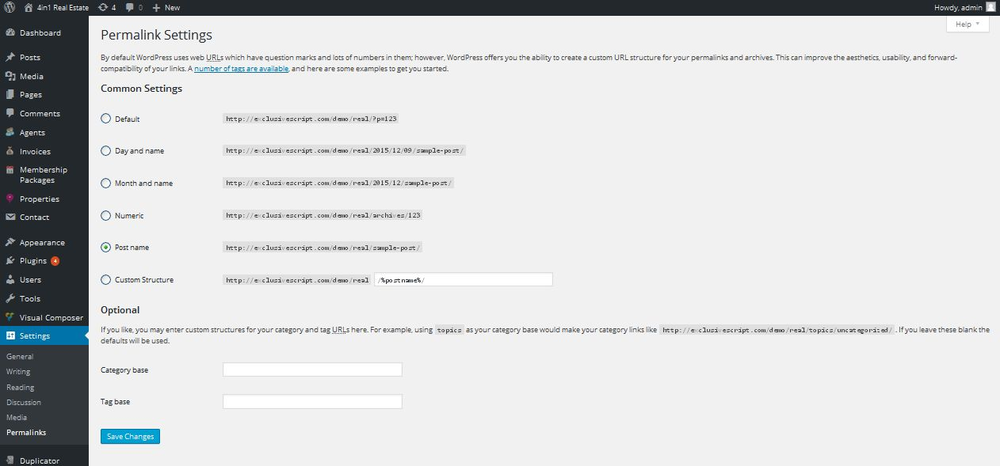 4in1 Real Estate 4 0 New Howdy, admin
Help
Dashboard
Posts
Media
Pages
Comments
Agents
Invoices
Membership
Packages
Properties
Contact
Appearance
Plugins 4
Users
Tools
Visual Composer
Settings
General
Writing
Reading
Discussion
Media
Permalinks
Duplicator
Permalink Settings
By default WordPress uses web URLs which have question marks and lots of numbers in them; however, WordPress offers you the ability to create a custom URL structure for your permalinks and archives. This can improve the aesthetics, usability, and forward-
compatibility of your links. A number of tags are available, and here are some examples to get you started.
Common Settings
Default http://exclusivescript.com/demo/real/?p=123
Day and name http://exclusivescript.com/demo/real/2015/12/09/sample-post/
Month and name http://exclusivescript.com/demo/real/2015/12/sample-post/
Numeric http://exclusivescript.com/demo/real/archives/123
Post name http://exclusivescript.com/demo/real/sample-post/
Custom Structure http://exclusivescript.com/demo/real /%postname%/
Optional
If you like, you may enter custom structures for your category and tag URLs here. For example, using topics as your category base would make your category links like http://exclusivescript.com/demo/real/topics/uncategorized/ . If you leave these blank the
defaults will be used.
Category base
Tag base
Save Changes